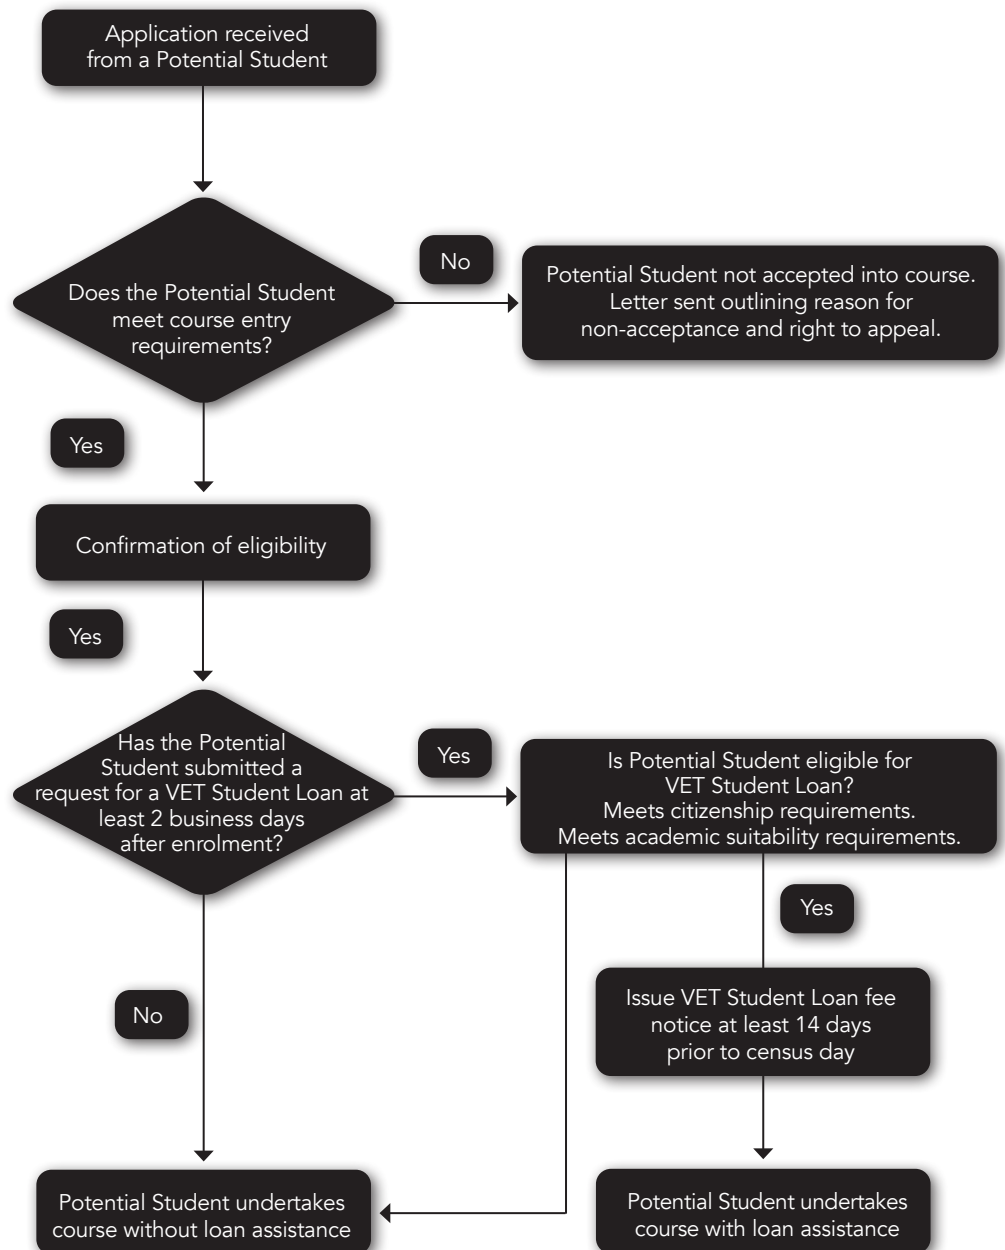 Application received
from a Potential Student
Does the Potential Student
meet course entry
requirements?
No
Potential Student not accepted into course.
Letter sent outlining reason for
non-acceptance and right to appeal.
Yes
Confirmation of eligibility
Yes
Has the Potential
Student submitted a
request for a VET Student Loan at
least 2 business days
after enrolment?
Yes
Is Potential Student eligible for
VET Student Loan?
Meets citizenship requirements.
Meets academic suitability requirements.
Yes
No
Issue VET Student Loan fee
notice at least 14 days
prior to census day
Potential Student undertakes
course without loan assistance
Potential Student undertakes
course with loan assistance